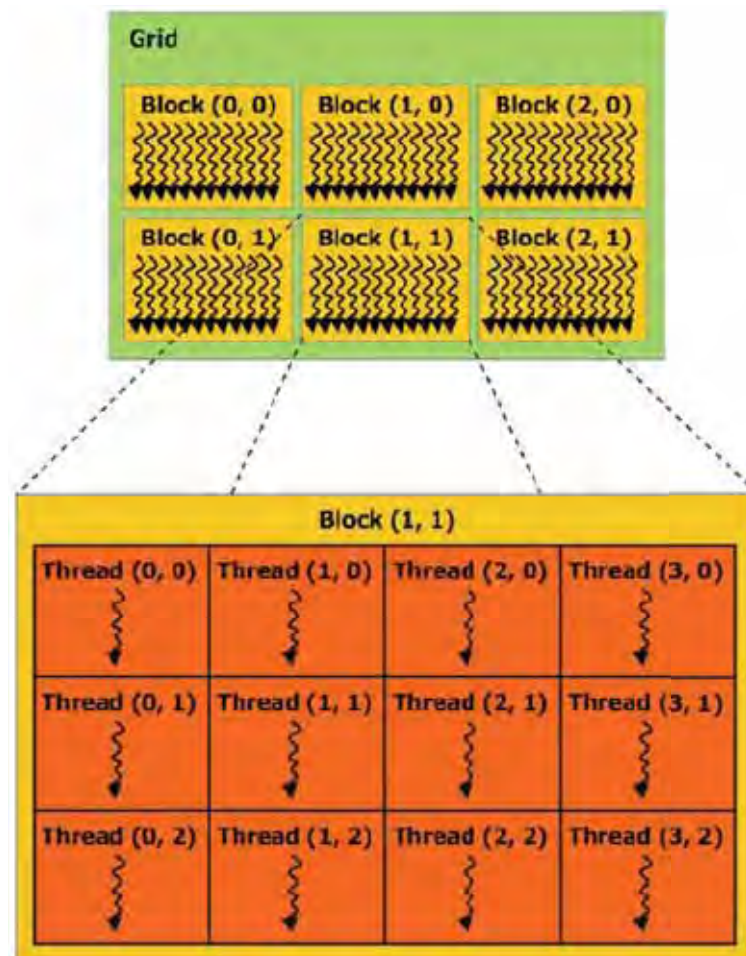 Grid
Block (0, 0) Block (1, 0) Block (2, 0)
Block (0, 1) Block (1, 1) Block (2, 1)
Block (1, 1)
Thread (0, 0) Thread (1, 0) Thread (2, 0) Thread (3, 0)
Thread (0, 1) Thread (1, 1) Thread (2, 1) Thread (3, 1)
Thread (0, 2) Thread (1, 2) Thread (2, 2) Thread (3, 2)